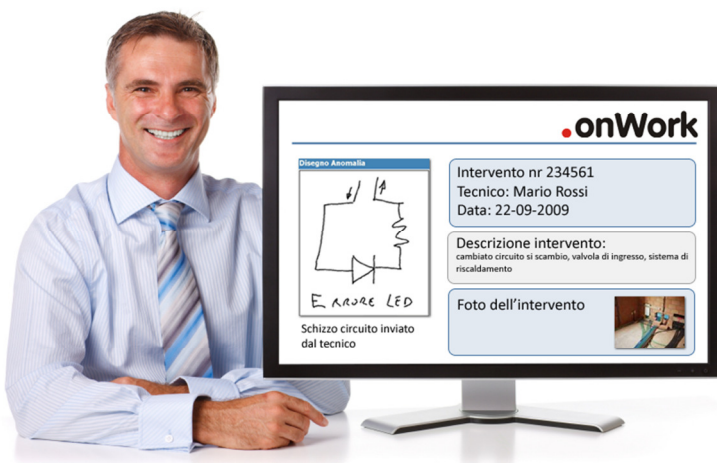 .onWork
Disegno Anomalia
ERRORE LED
Schizzo circuito inviato
dal tecnico
Intervento nr 234561
Tecnico: Mario Rossi
Data: 22-09-2009
Descrizione intervento:
cambiato circuito si scambio, valvola di ingresso, sistema di
riscaldamento
Foto dell'intervento